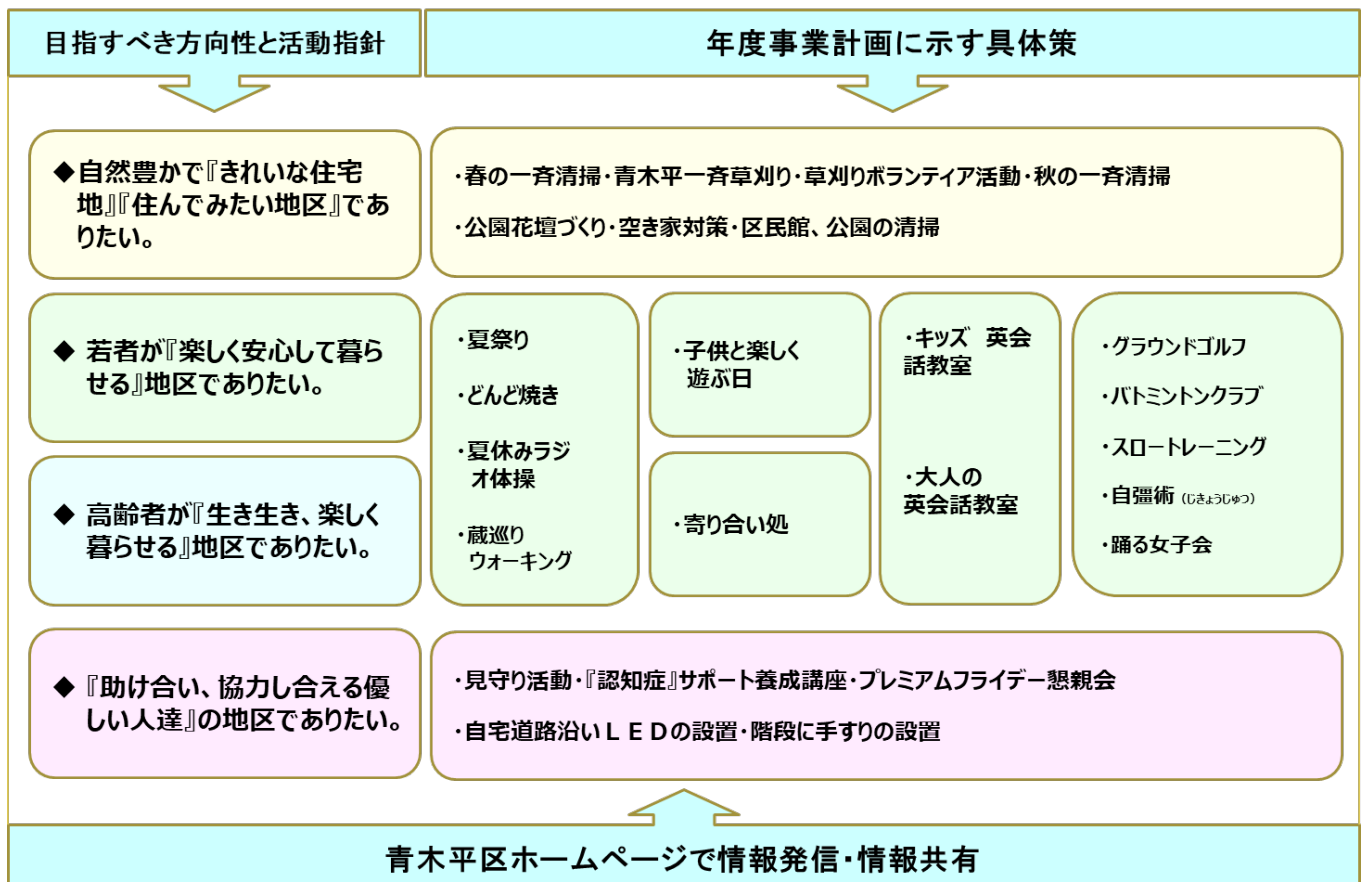 目指すべき方向性と活動指針
年度事業計画に示す具体策
◆自然豊かで『きれいな住宅
地』『住んでみたい地区』であ
りたい。
・春の一斉清掃・青木平一斉草刈り・草刈りボランティア活動・秋の一斉清掃
・公園花壇づくり・空き家対策・区民館、公園の清掃
◆ 若者が『楽しく安心して暮ら
せる』地区でありたい。
◆ 高齢者が『生き生き、楽しく
暮らせる』地区でありたい。
・夏祭り
・どんど焼き
・夏休みラジ
オ体操
・蔵巡り
ウォーキング
・子供と楽しく
遊ぶ日
・寄り合い処
・キッズ　英会
話教室
・大人の
英会話教室
・グラウンドゴルフ
・バトミントンクラブ
・スロートレーニング
・自彊術（じきょうじゅつ）
・踊る女子会
◆ 『助け合い、協力し合える優
しい人達』の地区でありたい。
・見守り活動・『認知症』サポート養成講座・プレミアムフライデー懇親会
・自宅道路沿いＬＥＤの設置・階段に手すりの設置
青木平区ホームページで情報発信・情報共有